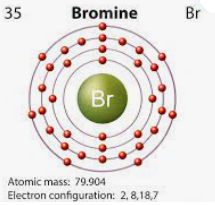 35 Bromine Br
Br
Atomic mass: 79.904
Electron configuration: 2, 8,18,7